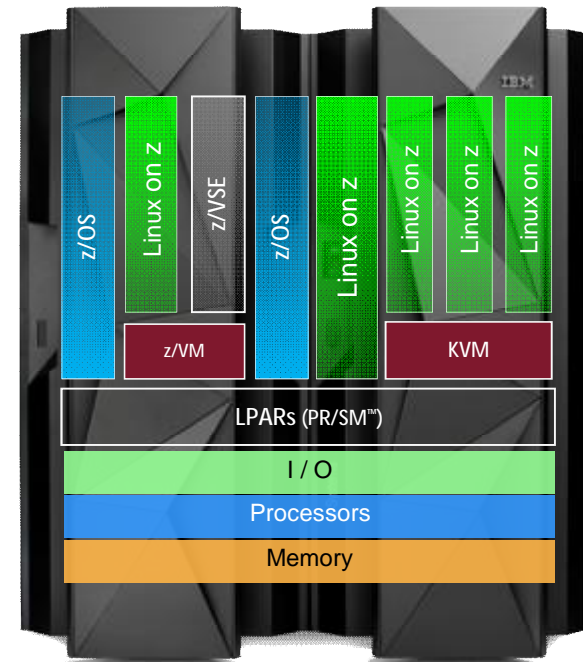 IBM
z/OS
Linux on z
z/VSE
z/OS
Linux on z
Linux on z
Linux on z
Linux on z
z/VM
KVM
LPARs (PR/SM™)
I / O
Processors
Memory